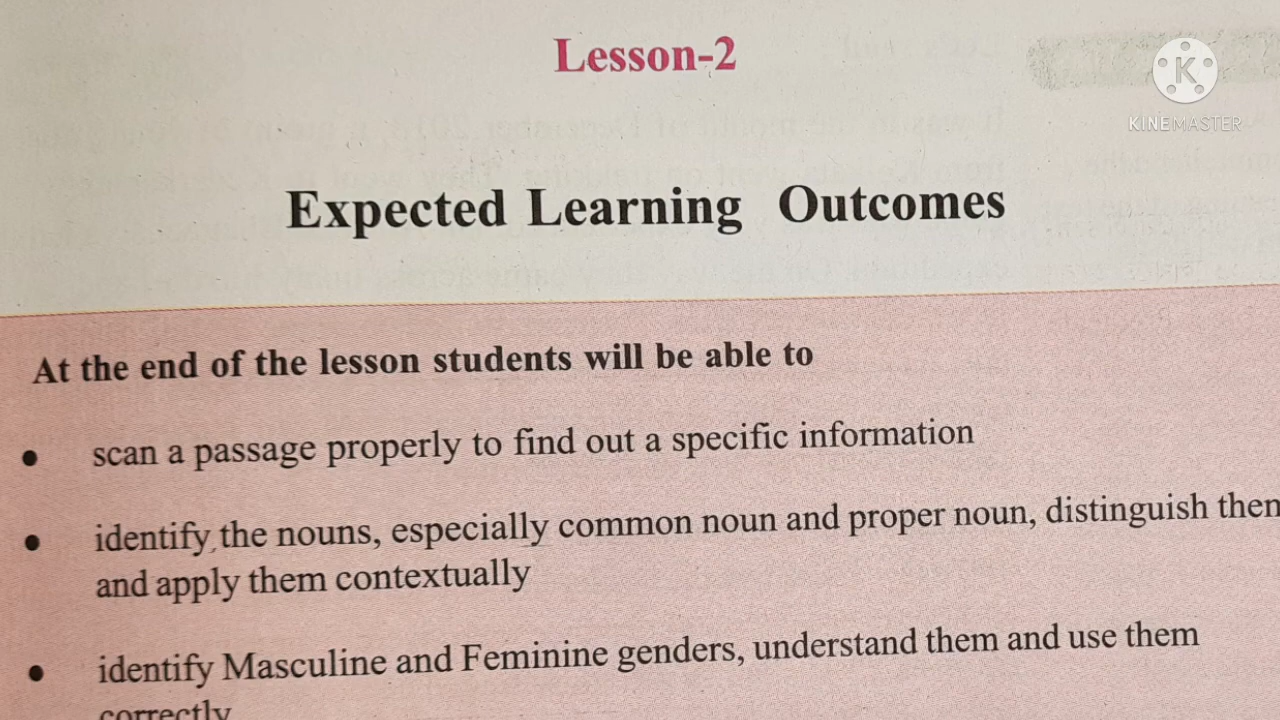 Lesson-2
K
KINEMASTER
Expected Learning Outcomes
At the end of the lesson students will be able to
scan a passage properly to find out a specific information
identify the nouns, especially common noun and proper noun, distinguish
and apply them contextually
identify Masculine and Feminine genders, understand them and use them
correctly